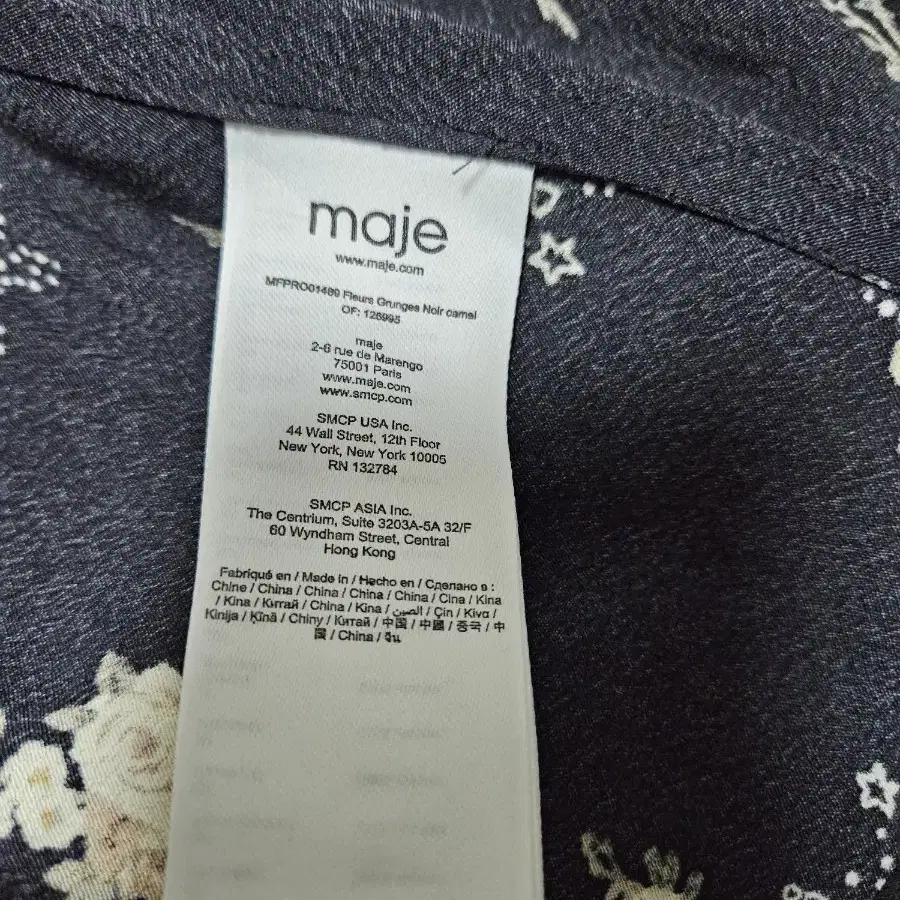 maje
www.maje.com
MFPRO01489 Fleurs Grunges Noir camel
OF: 126995
maje
2-6 rue de Marengo
75001 Paris
www.maje.com
www.smcp.com
SMCP USA Inc.
44 Wall Street, 12th Floor
New York, New York 10005
RN 132784
SMCP ASIA Inc.
The Centrium, Suite 3203A-5A 32/F
60 Wyndham Street, Central
Hong Kong
Fabriqué en / Made in / Hecho en / Сделано в :
Chine / China / China / China / China / Cina / Kina
/ Kina / Китай / China / Kina / الصين / Çin / Κίνα /
Kinija / Ķīnā / Chiny / Китай / 中国 / 中國 / 중국 / 中
国 / China / จีน